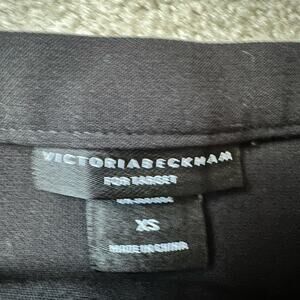 VICTORIABECKHAM
FOR TARGET
XS
MADE IN CHINA